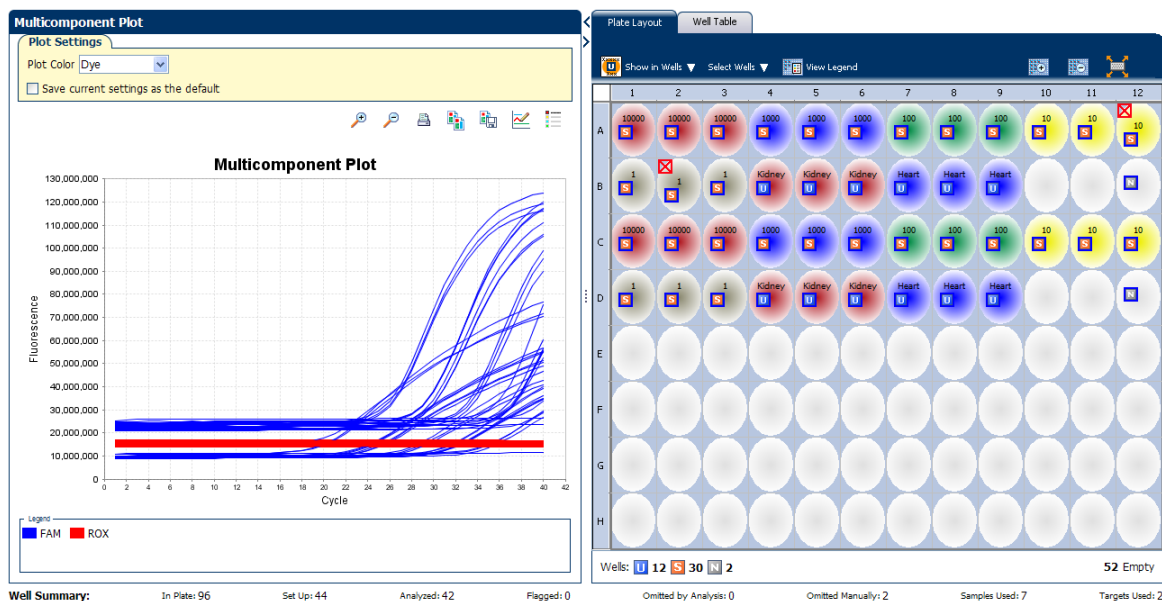 Multicomponent Plot
Plot Settings
Plot Color Dye
Save current settings as the default
Multicomponent Plot
130,000,000
120,000,000
110,000,000
100,000,000
90,000,000
80,000,000
70,000,000
60,000,000
50,000,000
40,000,000
30,000,000
20,000,000
10,000,000
0
Fluorescence
0 2 4 6 8 10 12 14 16 18 20 22 24 26 28 30 32 34 36 38 40 42
Cycle
Legend
FAM ROX
Plate Layout Well Table
Show in Wells ▼ Select Wells ▼ View Legend
1 2 3 4 5 6 7 8 9 10 11 12
10000 10000 10000 1000 1000 1000 100 100 100 10 10 10
A S S S S S S S S S S S S
1 1 1 Kidney Kidney Kidney Heart Heart Heart
B S S S U U U U U U N
10000 10000 10000 1000 1000 1000 100 100 100 10 10 10
C S S S S S S S S S S S S
1 1 1 Kidney Kidney Kidney Heart Heart Heart
D S S S U U U U U U N
E
F
G
H
Wells: U 12 S 30 N 2 52 Empty
Well Summary: In Plate: 96 Set Up: 44 Analyzed: 42 Flagged: 0 Omitted by Analysis: 0 Omitted Manually: 2 Samples Used: 7 Targets Used: 2